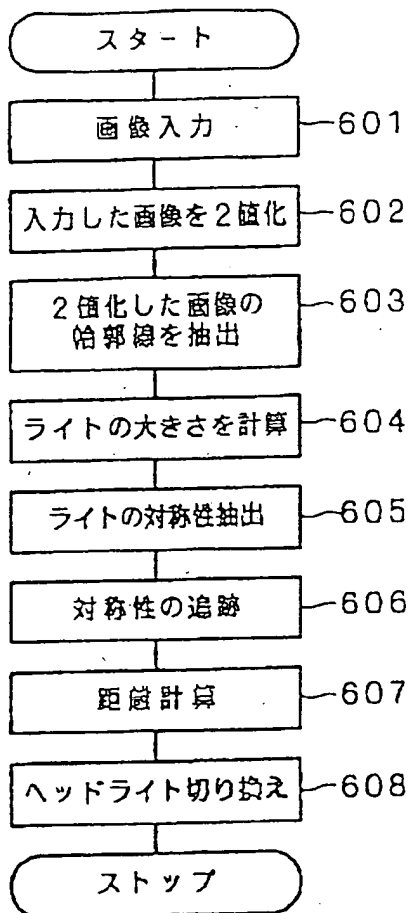 スタート
画像入力 601
入力した画像を2値化 602
2値化した画像の 603
輪郭線を抽出
ライトの大きさを計算 604
ライトの対称性抽出 605
対称性の追跡 606
距離計算 607
ヘッドライト切り換え 608
ストップ